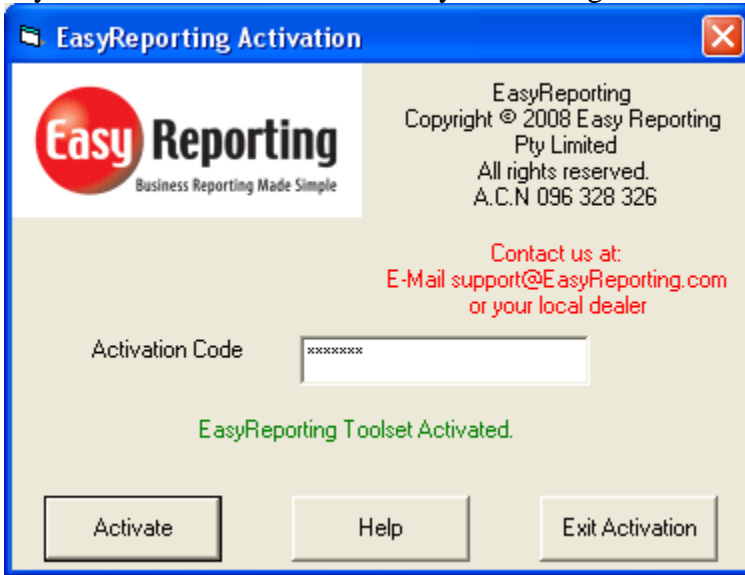 EasyReporting Activation
Easy Reporting
Business Reporting Made Simple
EasyReporting
Copyright © 2008 Easy Reporting
Pty Limited
All rights reserved.
A.C.N 096 328 326
Contact us at:
E-Mail support@EasyReporting.com
or your local dealer
Activation Code
xxxxxxx
EasyReporting Toolset Activated.
Activate
Help
Exit Activation